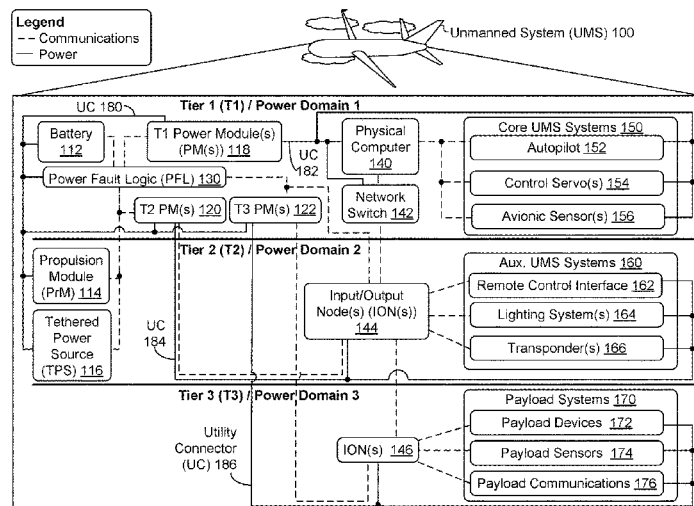 Legend
Communications
Power
Unmanned System (UMS) 100
UC 180
Tier 1 (T1) / Power Domain 1
Battery
112
T1 Power Module(s)
(PM(s)) 118
UC
182
Physical
Computer
140
Core UMS Systems 150
Autopilot 152
Power Fault Logic (PFL) 130
Control Servo(s) 154
T2 PM(s) 120
T3 PM(s) 122
Network
Switch 142
Avionic Sensor(s) 156
Tier 2 (T2) / Power Domain 2
Propulsion
Module
(PrM) 114
Aux. UMS Systems 160
Input/Output
Node(s) (ION(s))
144
Remote Control Interface 162
Lighting System(s) 164
Transponder(s) 166
Tethered
Power
Source
(TPS) 116
UC
184
Tier 3 (T3) / Power Domain 3
Payload Systems 170
Utility
Connector
(UC) 186
ION(s) 146
Payload Devices 172
Payload Sensors 174
Payload Communications 176